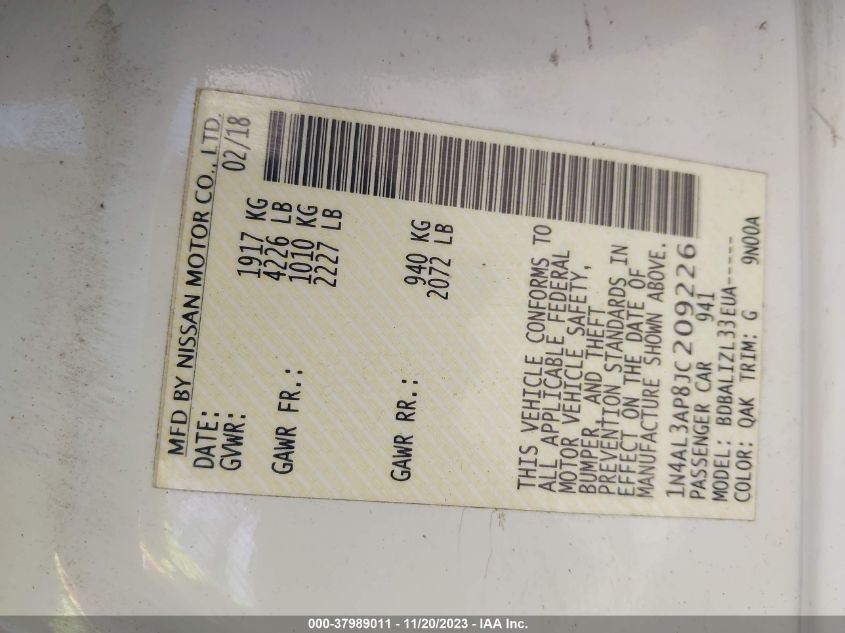 MFD BY NISSAN MOTOR CO., LTD.
DATE: 02/18
GVWR: 1917 KG
4226 LB
GAWR FR.: 1010 KG
2227 LB
GAWR RR.: 940 KG
2072 LB
THIS VEHICLE CONFORMS TO
ALL APPLICABLE FEDERAL
MOTOR VEHICLE SAFETY,
BUMPER, AND THEFT
PREVENTION STANDARDS IN
EFFECT ON THE DATE OF
MANUFACTURE SHOWN ABOVE.
1N4AL3AP8JC209226
PASSENGER CAR 941
MODEL: BDBALIZL33EUA-----
COLOR: QAK TRIM: G 9N00A
000-37989011 - 11/20/2023 - IAA Inc.